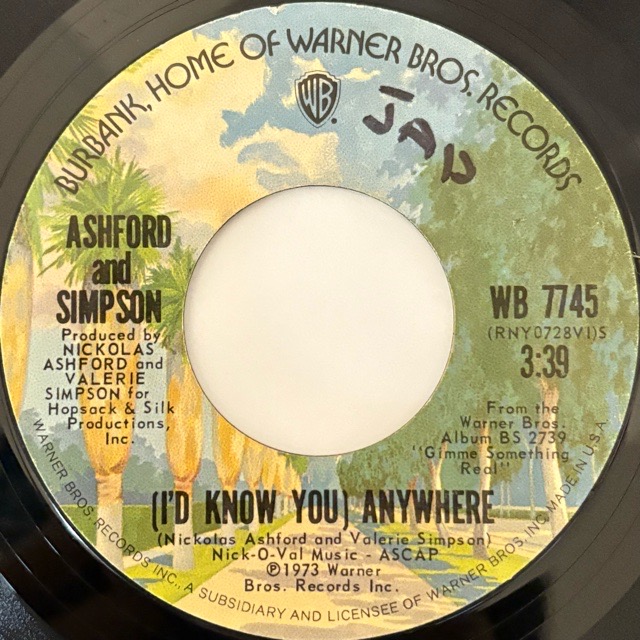 BURBANK, HOME OF WARNER BROS. RECORDS
WB
JAB
ASHFORD
and
SIMPSON
Produced by
NICKOLAS
ASHFORD and
VALERIE
SIMPSON for
Hopsack & Silk
Productions,
Inc.
WB 7745
(RNY0728V1)S
3:39
From the
Warner Bros.
Album BS 2739
"Gimme Something
Real"
(I'D KNOW YOU) ANYWHERE
(Nickolas Ashford and Valerie Simpson)
Nick-O-Val Music - ASCAP
℗1973 Warner
Bros. Records Inc.
WARNER BROS. RECORDS INC., A SUBSIDIARY AND LICENSEE OF WARNER BROS. INC. MADE IN U.S.A.